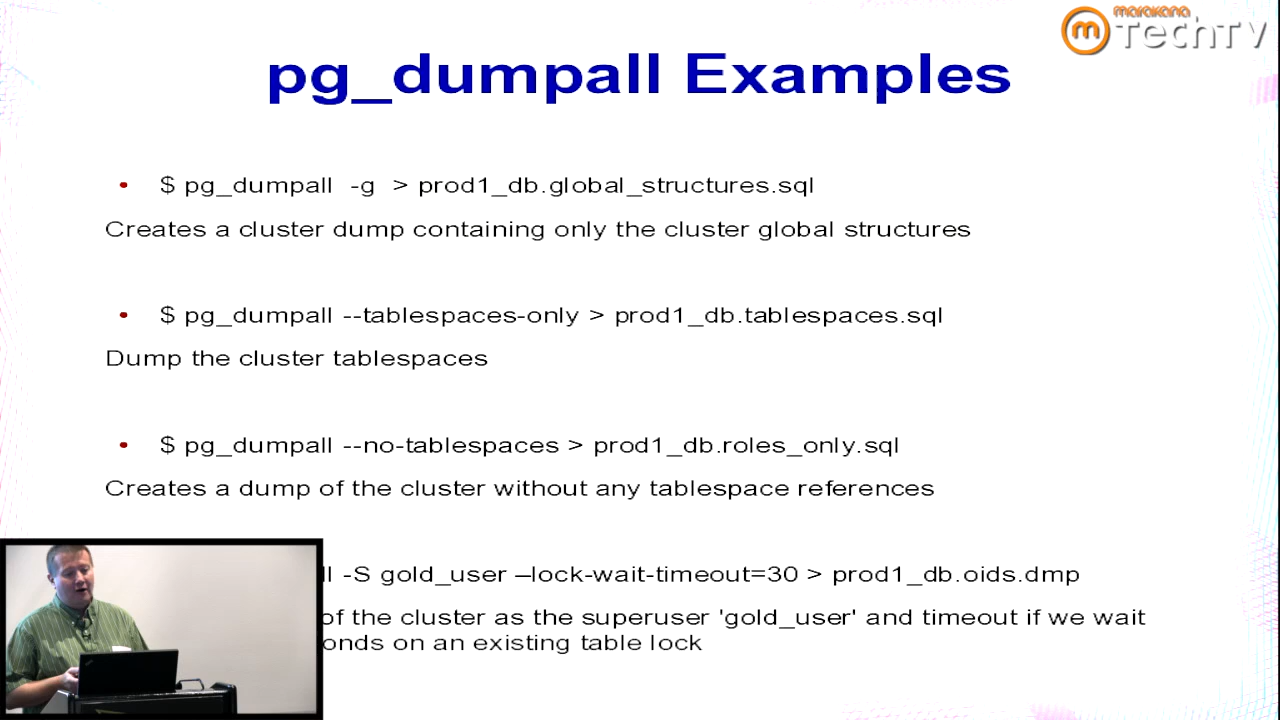 marakana
TechTV
pg_dumpall Examples
• $ pg_dumpall -g > prod1_db.global_structures.sql
Creates a cluster dump containing only the cluster global structures
• $ pg_dumpall --tablespaces-only > prod1_db.tablespaces.sql
Dump the cluster tablespaces
• $ pg_dumpall --no-tablespaces > prod1_db.roles_only.sql
Creates a dump of the cluster without any tablespace references
-S gold_user –lock-wait-timeout=30 > prod1_db.oids.dmp
of the cluster as the superuser 'gold_user' and timeout if we wait
on an existing table lock